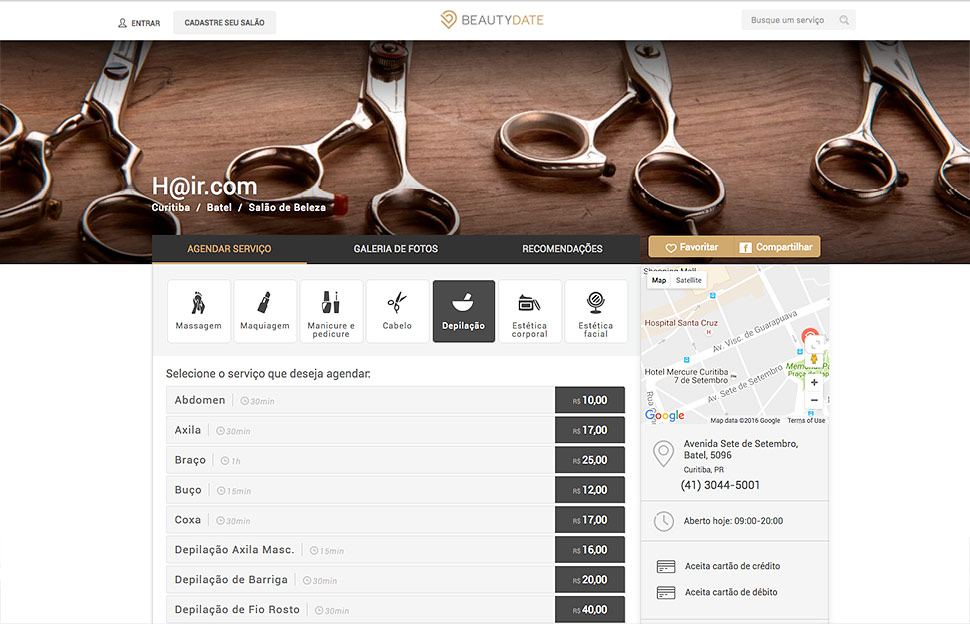 ENTRAR
CADASTRE SEU SALÃO
BEAUTYDATE
Busque um serviço
H@ir.com
Curitiba / Batel / Salão de Beleza
AGENDAR SERVIÇO
GALERIA DE FOTOS
RECOMENDAÇÕES
Favoritar
Compartilhar
Massagem
Maquiagem
Manicure e
pedicure
Cabelo
Depilação
Estética
corporal
Estética
facial
Selecione o serviço que deseja agendar:
Abdomen 30min R$ 10,00
Axila 30min R$ 17,00
Braço 1h R$ 25,00
Buço 15min R$ 12,00
Coxa 30min R$ 17,00
Depilação Axila Masc. 15min R$ 16,00
Depilação de Barriga 30min R$ 20,00
Depilação de Fio Rosto 30min R$ 40,00
Shopping Mall
Map Satellite
Hospital Santa Cruz
H
Av. Visc. de Guarapuava
Hotel Mercure Curitiba
7 de Setembro
Av. Sete de Setembro
Rua
+
−
Google
Map data ©2016 Google Terms of Use
Avenida Sete de Setembro,
Batel, 5096
Curitiba, PR
(41) 3044-5001
Aberto hoje: 09:00-20:00
Aceita cartão de crédito
Aceita cartão de débito